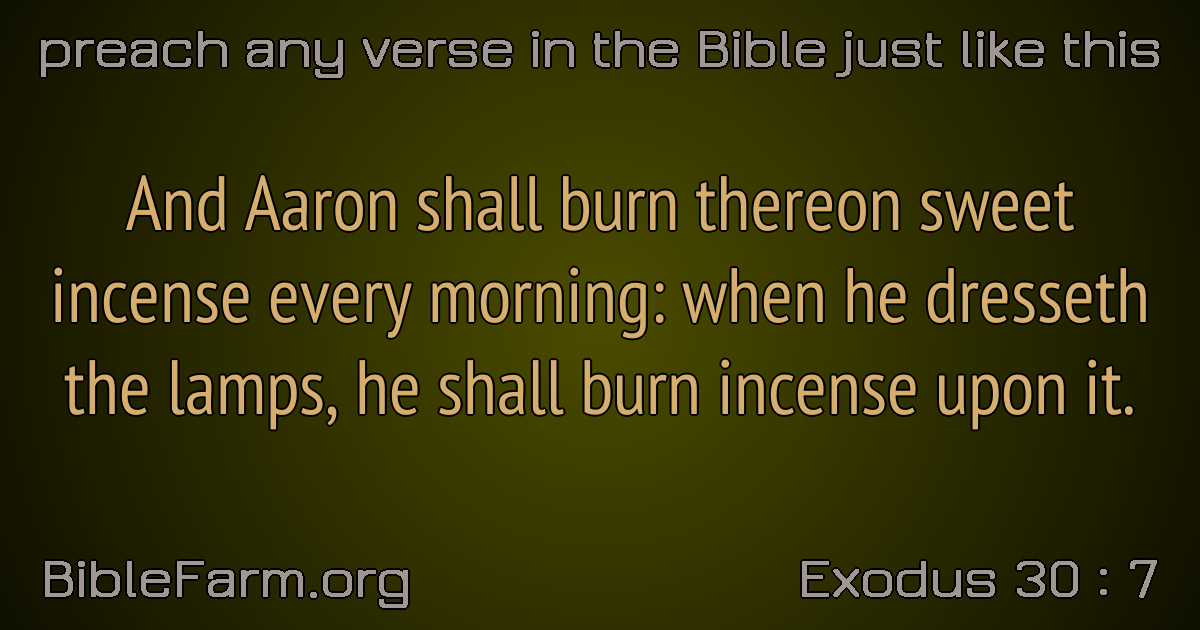 preach any verse in the Bible just like this
And Aaron shall burn thereon sweet
incense every morning: when he dresseth
the lamps, he shall burn incense upon it.
BibleFarm.org
Exodus 30 : 7